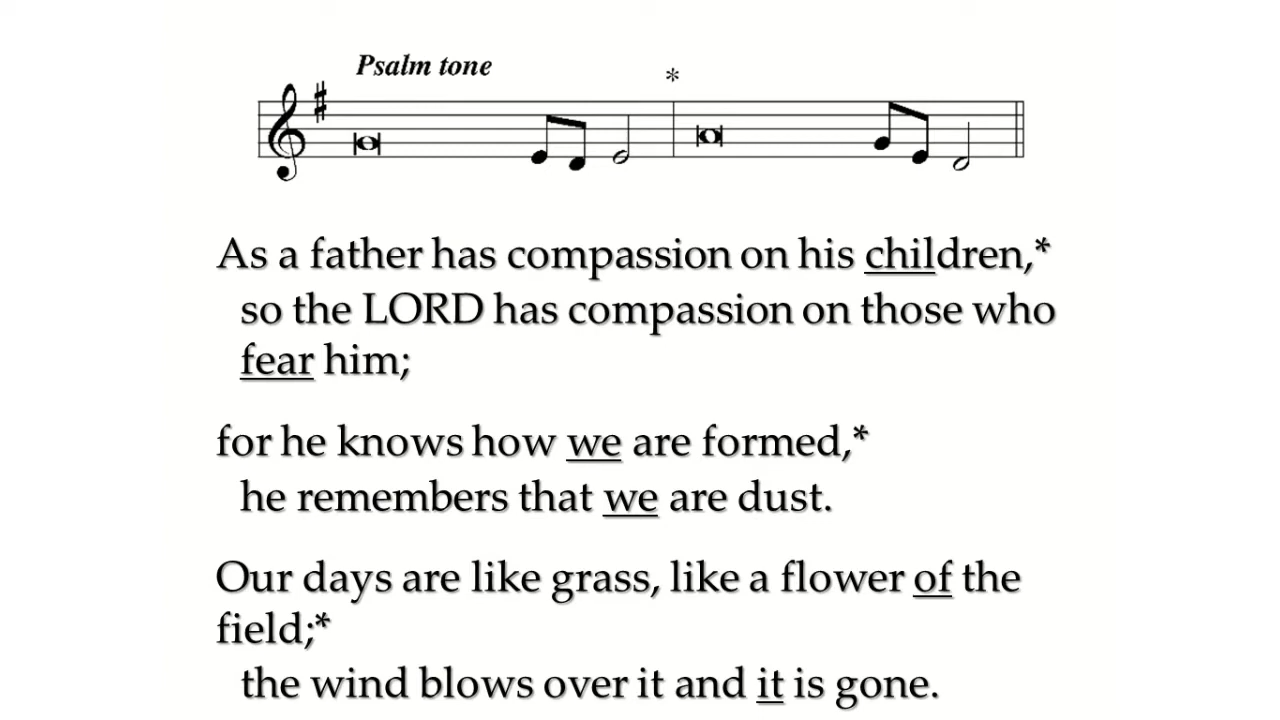 Psalm tone
*
As a father has compassion on his children,*
so the LORD has compassion on those who
fear him;
for he knows how we are formed,*
he remembers that we are dust.
Our days are like grass, like a flower of the
field;*
the wind blows over it and it is gone.